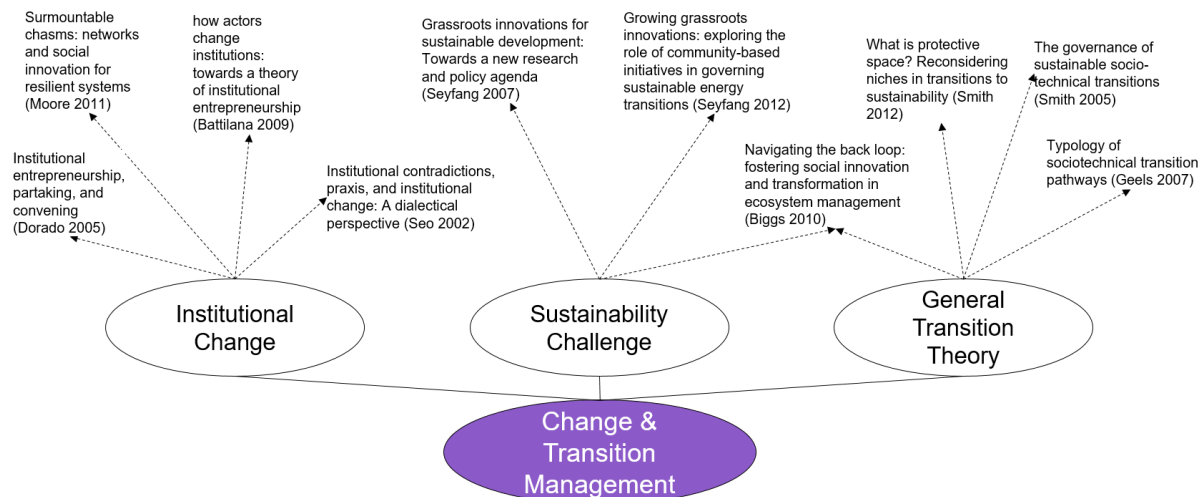 Surmountable
chasms: networks
and social
innovation for
resilient systems
(Moore 2011)
how actors
change
institutions:
towards a theory
of institutional
entrepreneurship
(Battilana 2009)
Grassroots innovations for
sustainable development:
Towards a new research
and policy agenda
(Seyfang 2007)
Growing grassroots
innovations: exploring the
role of community-based
initiatives in governing
sustainable energy
transitions (Seyfang 2012)
What is protective
space? Reconsidering
niches in transitions to
sustainability (Smith
2012)
The governance of
sustainable socio-
technical transitions
(Smith 2005)
Institutional
entrepreneurship,
partaking, and
convening
(Dorado 2005)
Institutional contradictions,
praxis, and institutional
change: A dialectical
perspective (Seo 2002)
Navigating the back loop:
fostering social innovation
and transformation in
ecosystem management
(Biggs 2010)
Typology of
sociotechnical transition
pathways (Geels 2007)
Institutional
Change
Sustainability
Challenge
General
Transition
Theory
Change &
Transition
Management